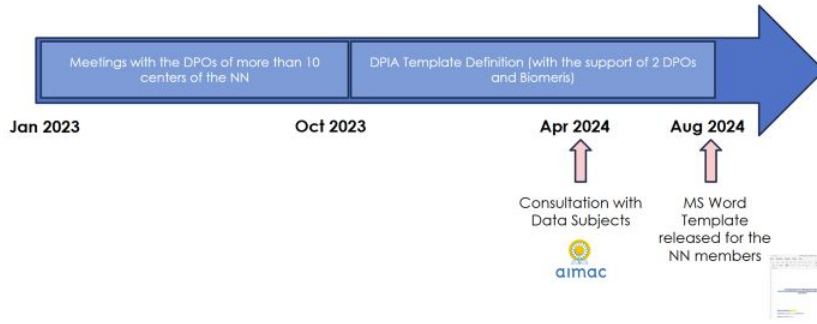 Meetings with the DPOs of more than 10
centers of the NN
DPIA Template Definition (with the support of 2 DPOs
and Biomeris)
Jan 2023
Oct 2023
Apr 2024
Aug 2024
Consultation with
Data Subjects
aimac
MS Word
Template
released for the
NN members